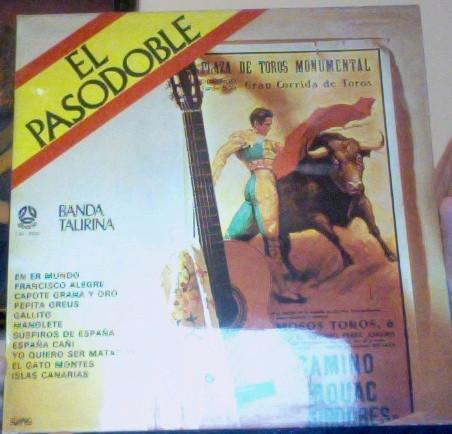 EL
PASODOBLE
PLAZA DE TOROS MONUMENTAL
Gran Corrida de Toros
BANDA
TAURINA
EN ER MUNDO
FRANCISCO ALEGRE
CAPOTE GRANA Y ORO
PEPITA GREUS
GALLITO
MANOLETE
SUSPIROS DE ESPAÑA
ESPAÑA CAÑI
YO QUIERO SER MATA
EL GATO MONTES
ISLAS CANARIAS
MOSOS TOROS, 6
CAMINO